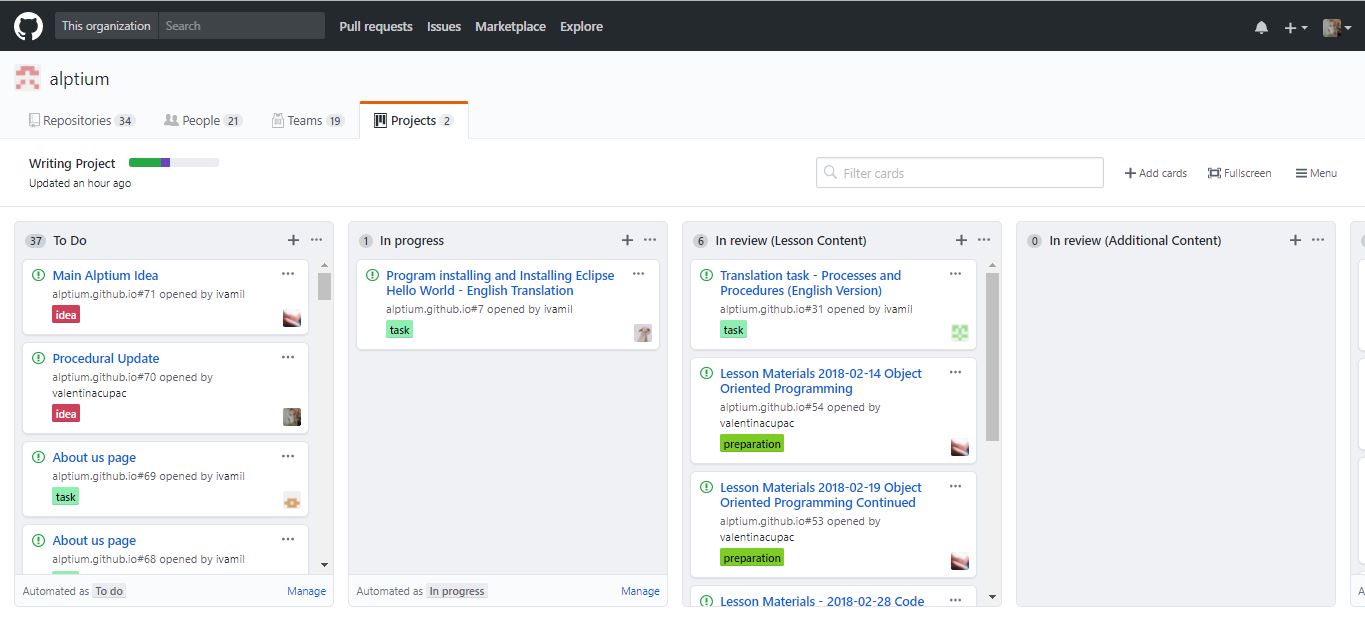 This organization Search Pull requests Issues Marketplace Explore
alptium
Repositories 34 People 21 Teams 19 Projects 2
Writing Project
Updated an hour ago
Filter cards
Add cards Fullscreen Menu
37 To Do
Main Alptium Idea
alptium.github.io#71 opened by ivamil
idea
Procedural Update
alptium.github.io#70 opened by
valentinacupac
idea
About us page
alptium.github.io#69 opened by ivamil
task
About us page
alptium.github.io#68 opened by ivamil
Automated as To do Manage
1 In progress
Program installing and Installing Eclipse
Hello World - English Translation
alptium.github.io#7 opened by ivamil
task
Automated as In progress Manage
6 In review (Lesson Content)
Translation task - Processes and
Procedures (English Version)
alptium.github.io#31 opened by ivamil
task
Lesson Materials 2018-02-14 Object
Oriented Programming
alptium.github.io#54 opened by
valentinacupac
preparation
Lesson Materials 2018-02-19 Object
Oriented Programming Continued
alptium.github.io#53 opened by
valentinacupac
preparation
Lesson Materials - 2018-02-28 Code
0 In review (Additional Content)